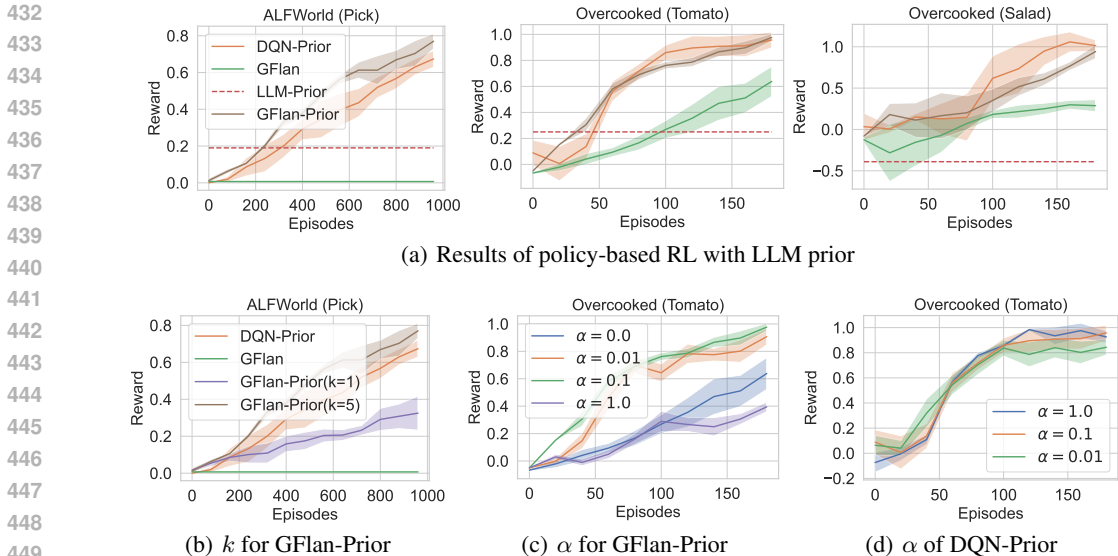 432
433
434
435
436
437
438
439
440
441
442
443
444
445
446
447
448
449
ALFWorld (Pick)
0.8
0.6
0.4
0.2
0.0
Reward
DQN-Prior
GFlan
LLM-Prior
GFlan-Prior
0 200 400 600 800 1000
Episodes
Overcooked (Tomato)
1.0
0.8
0.6
0.4
0.2
0.0
Reward
0 50 100 150
Episodes
Overcooked (Salad)
1.0
0.5
0.0
−0.5
Reward
0 50 100 150
Episodes
(a) Results of policy-based RL with LLM prior
ALFWorld (Pick)
0.8
0.6
0.4
0.2
0.0
Reward
DQN-Prior
GFlan
GFlan-Prior(k=1)
GFlan-Prior(k=5)
0 200 400 600 800 1000
Episodes
(b) k for GFlan-Prior
Overcooked (Tomato)
1.0
0.8
0.6
0.4
0.2
0.0
Reward
α = 0.0
α = 0.01
α = 0.1
α = 1.0
0 50 100 150
Episodes
(c) α for GFlan-Prior
Overcooked (Tomato)
1.0
0.8
0.6
0.4
0.2
0.0
−0.2
Reward
α = 1.0
α = 0.1
α = 0.01
0 50 100 150
Episodes
(d) α of DQN-Prior